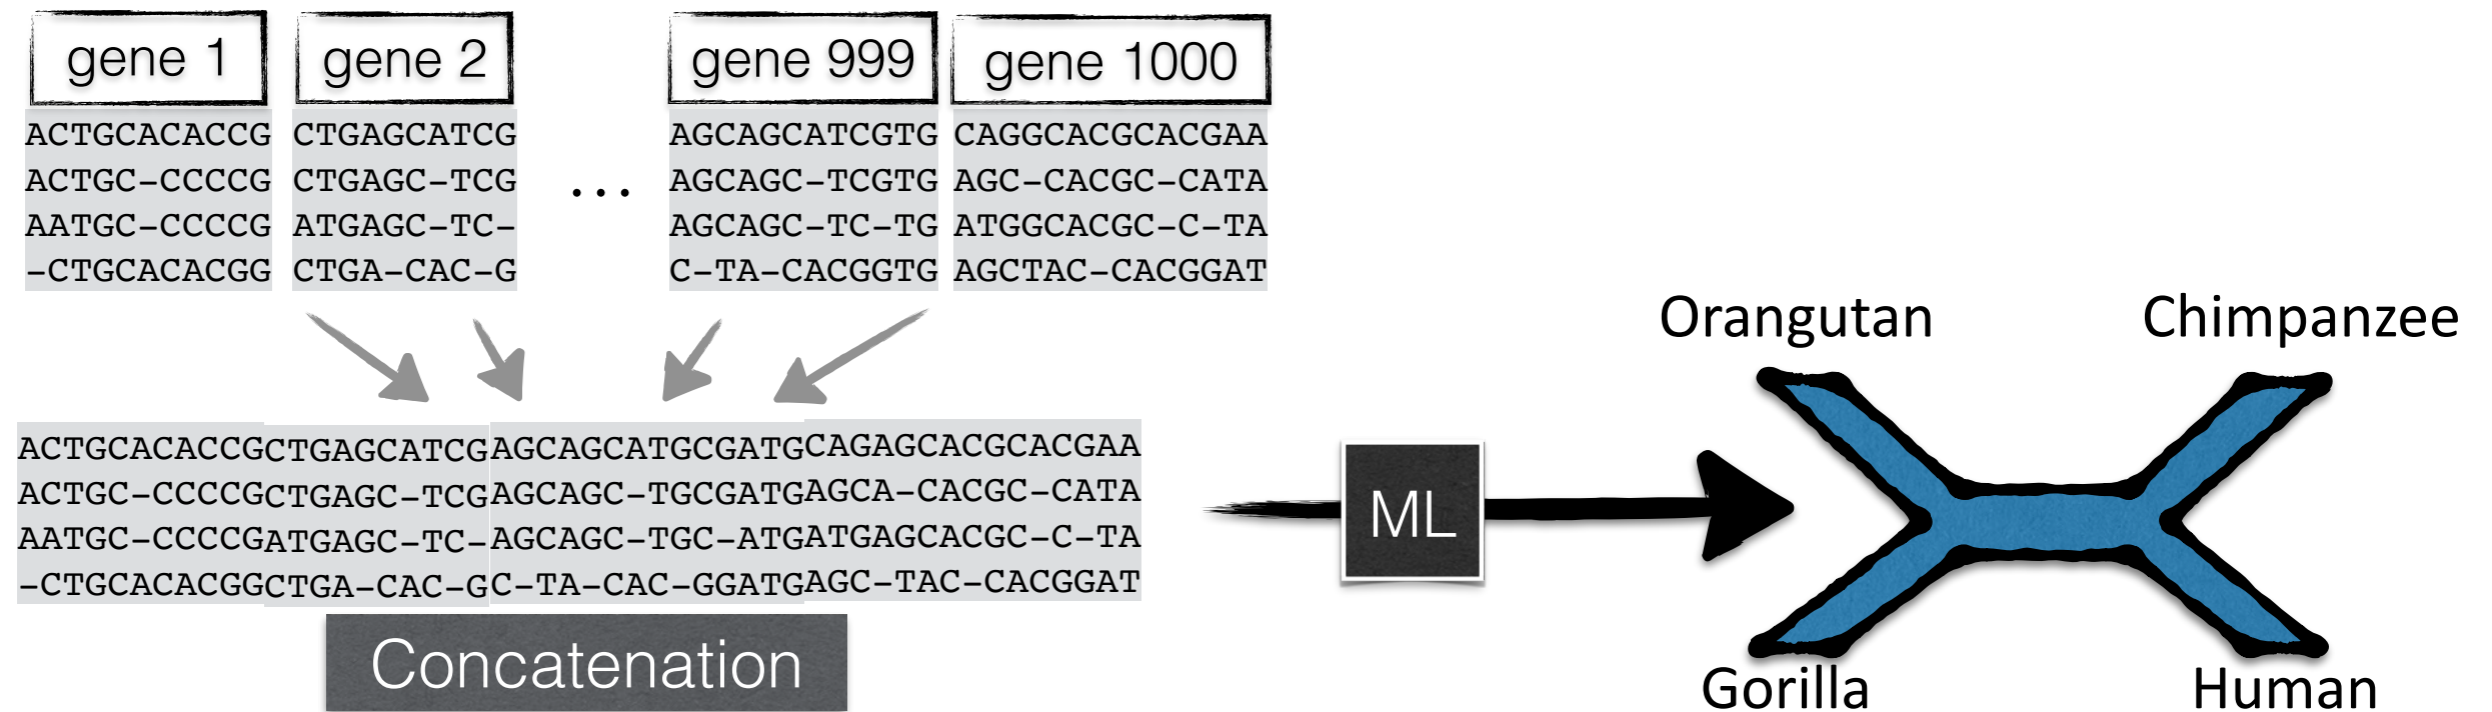 gene 1 gene 2 gene 999 gene 1000
ACTGCACACCG CTGAGCATCG AGCAGCATCGTG CAGGCACGCACGAA
ACTGC-CCCCG CTGAGC-TCG ... AGCAGC-TCGTG AGC-CACGC-CATA
AATGC-CCCCG ATGAGC-TC- AGCAGC-TC-TG ATGGCACGC-C-TA
-CTGCACACGG CTGA-CAC-G C-TA-CACGGTG AGCTAC-CACGGAT
Orangutan Chimpanzee
ACTGCACACCGCTGAGCATCGAGCAGCATGCGATGCAGAGCACGCACGAA
ACTGC-CCCCGCTGAGC-TCGAGCAGC-TGCGATGAGCA-CACGC-CATA
AATGC-CCCCGATGAGC-TC-AGCAGC-TGC-ATGATGAGCACGC-C-TA
-CTGCACACGGCTGA-CAC-GC-TA-CAC-GGATGAGC-TAC-CACGGAT
ML
Concatenation
Gorilla Human